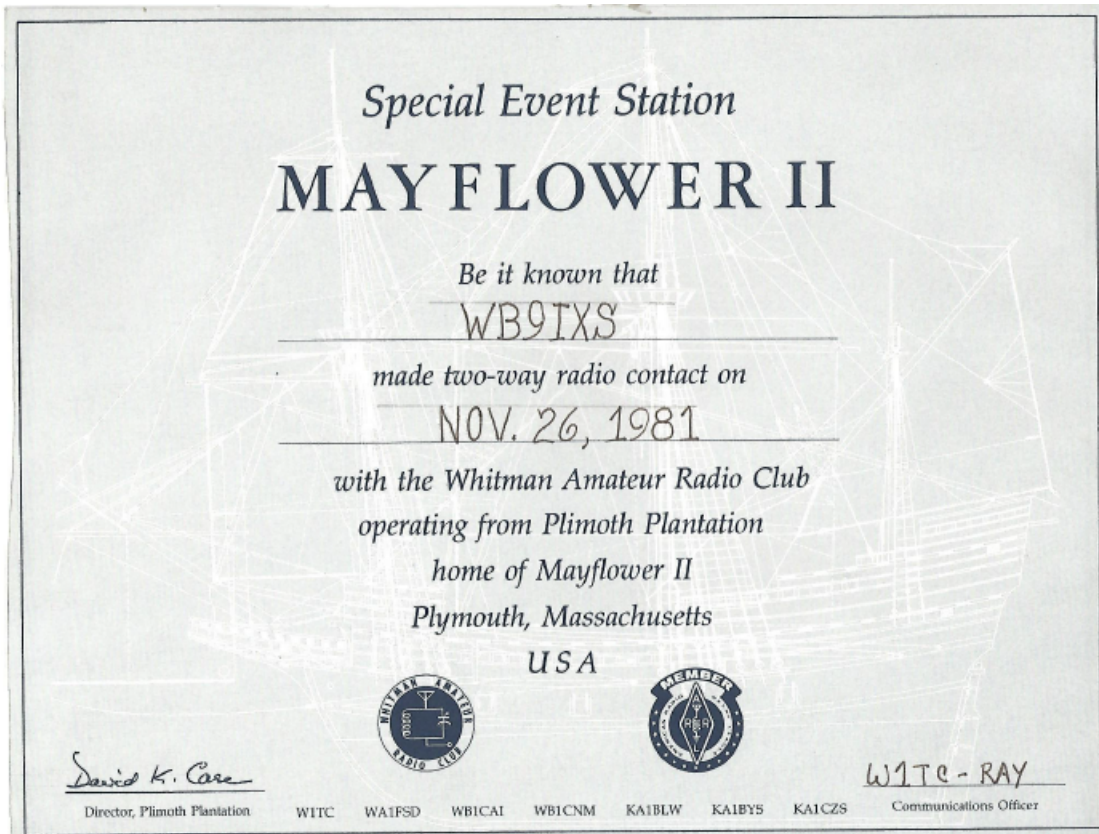 Special Event Station
MAYFLOWER II
Be it known that
WB9IXS
made two-way radio contact on
NOV. 26, 1981
with the Whitman Amateur Radio Club
operating from Plimoth Plantation
home of Mayflower II
Plymouth, Massachusetts
USA
WHITMAN AMATEUR
RADIO CLUB
MEMBER
David K. Case
W1TC - RAY
Director, Plimoth Plantation
W1TC WA1FSD WB1CAI WB1CNM KA1BLW KA1BYS KA1CZS
Communications Officer